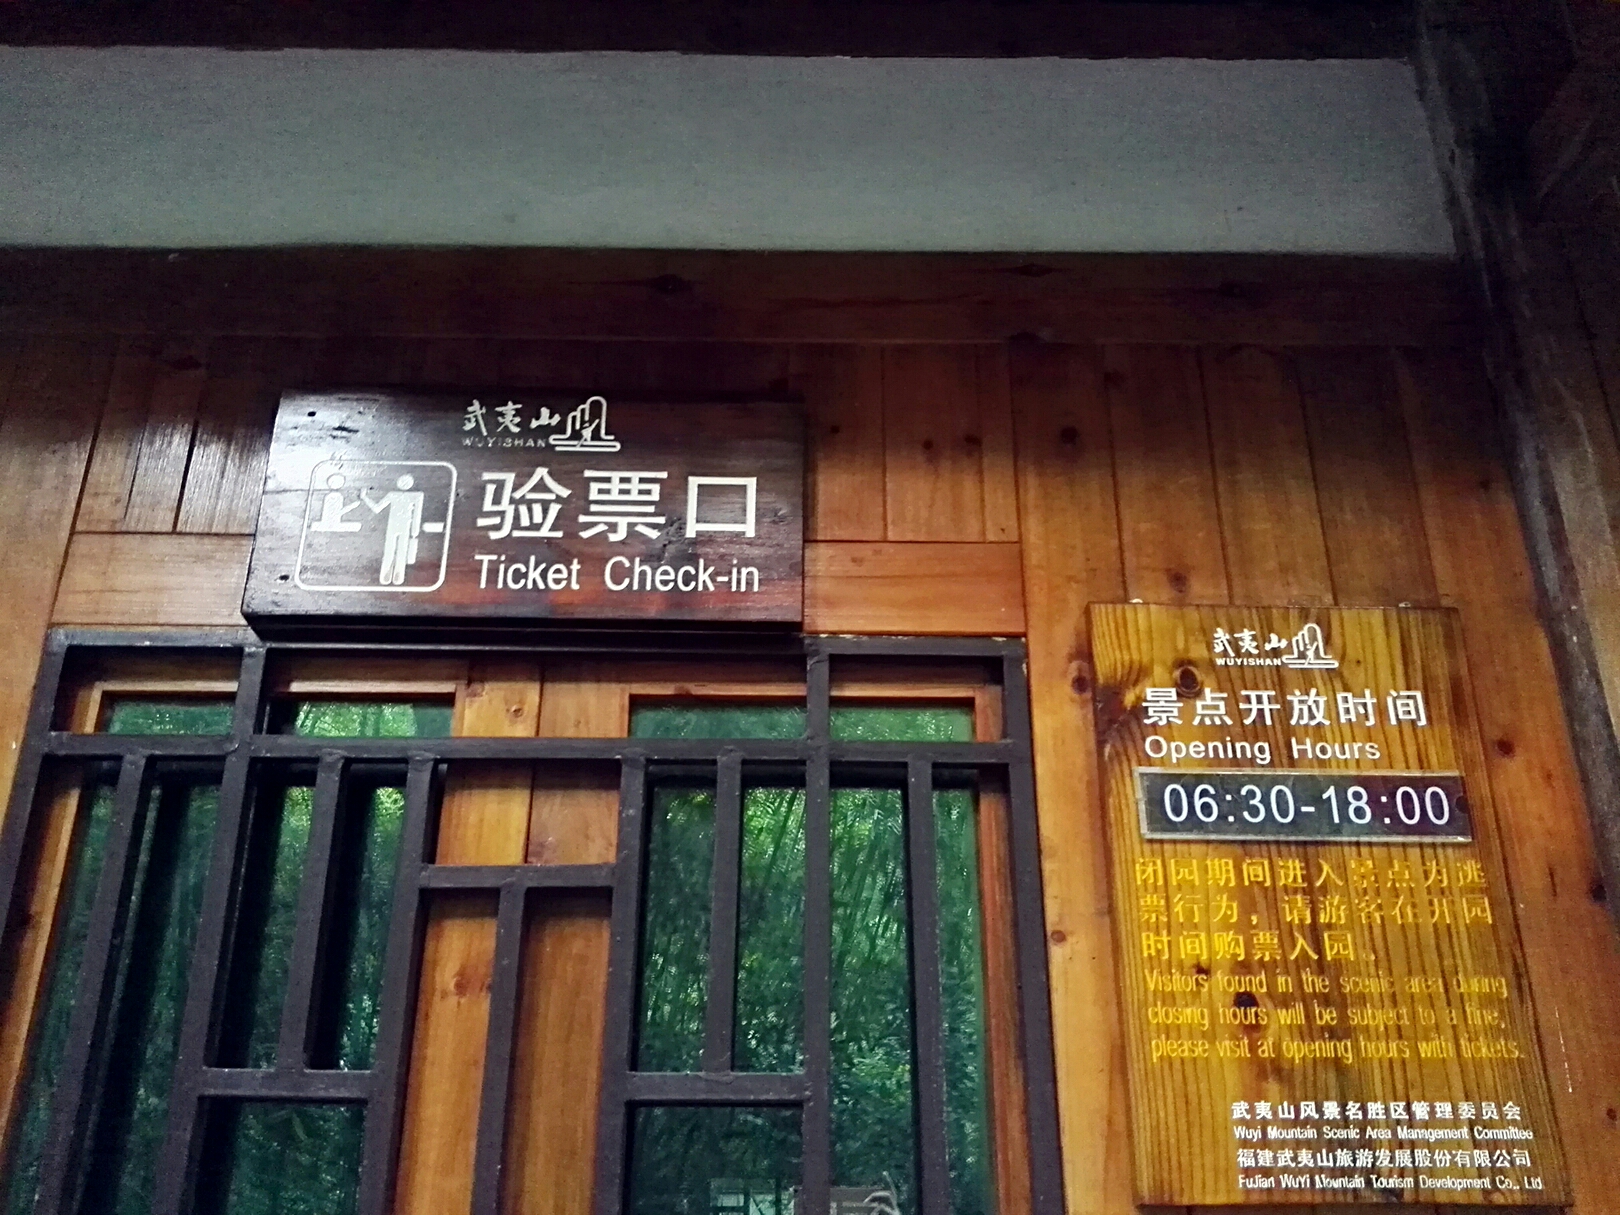 武夷山
WUYISHAN
验票口
Ticket Check-in
武夷山
WUYISHAN
景点开放时间
Opening Hours
06:30-18:00
闭园期间进入景点为逃
票行为，请游客在开园
时间购票入园。
Visitors found in the scenic area during
closing hours will be subject to a fine,
please visit at opening hours with tickets.
武夷山风景名胜区管理委员会
Wuyi Mountain Scenic Area Management Committee
福建武夷山旅游发展股份有限公司
FuJian WuYi Mountain Tourism Development Co., Ltd